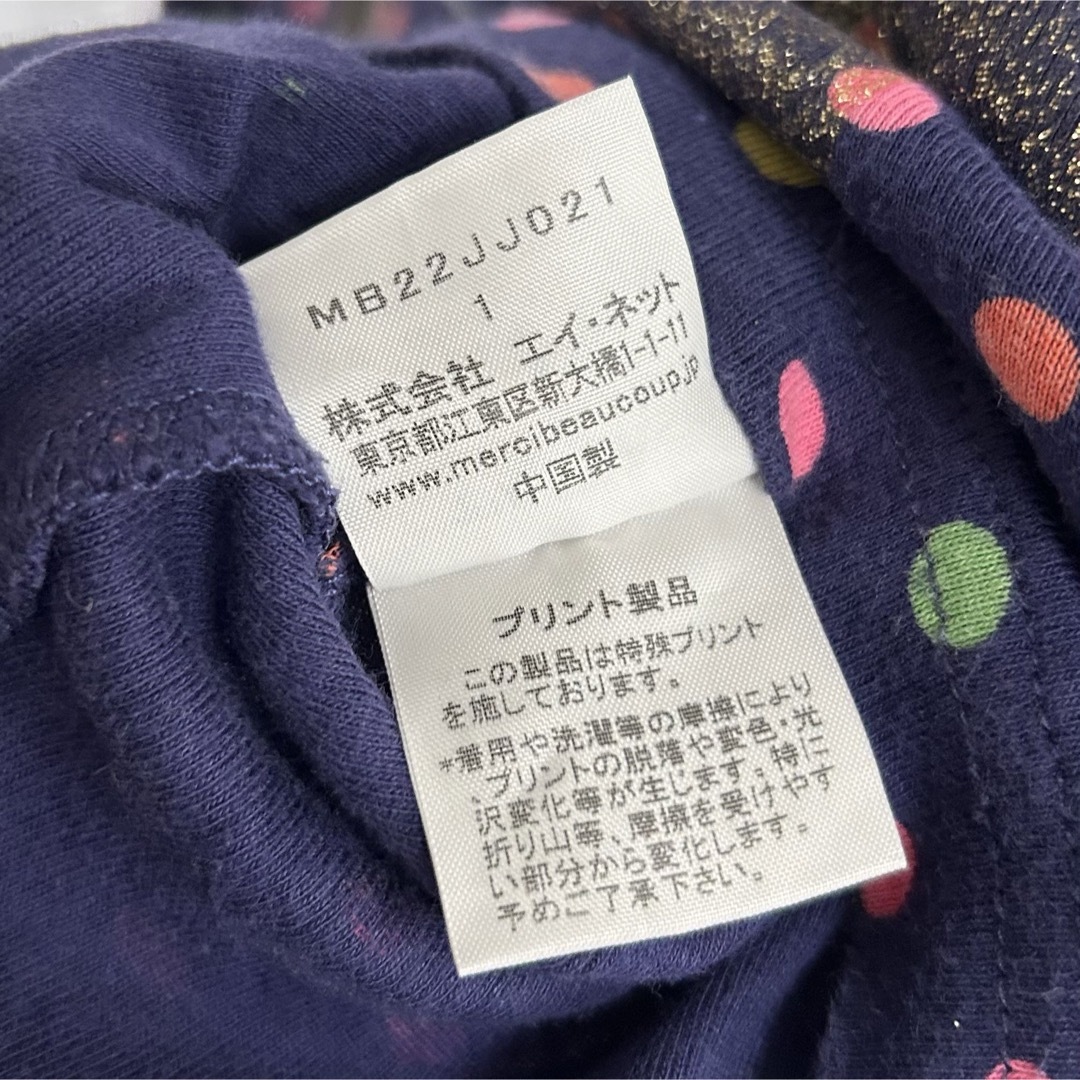 MB22JJ021
1
株式会社 エイ・ネット
東京都江東区新大橋1-1-11
www.mercibeaucoup.jp
中国製
プリント製品
この製品は特殊プリント
を施しております。
*着用や洗濯等の摩擦により
、プリントの脱落や変色・光
沢変化等が生じます。特に
折り山等、摩擦を受けやす
い部分から変化します。
予めご了承下さい。